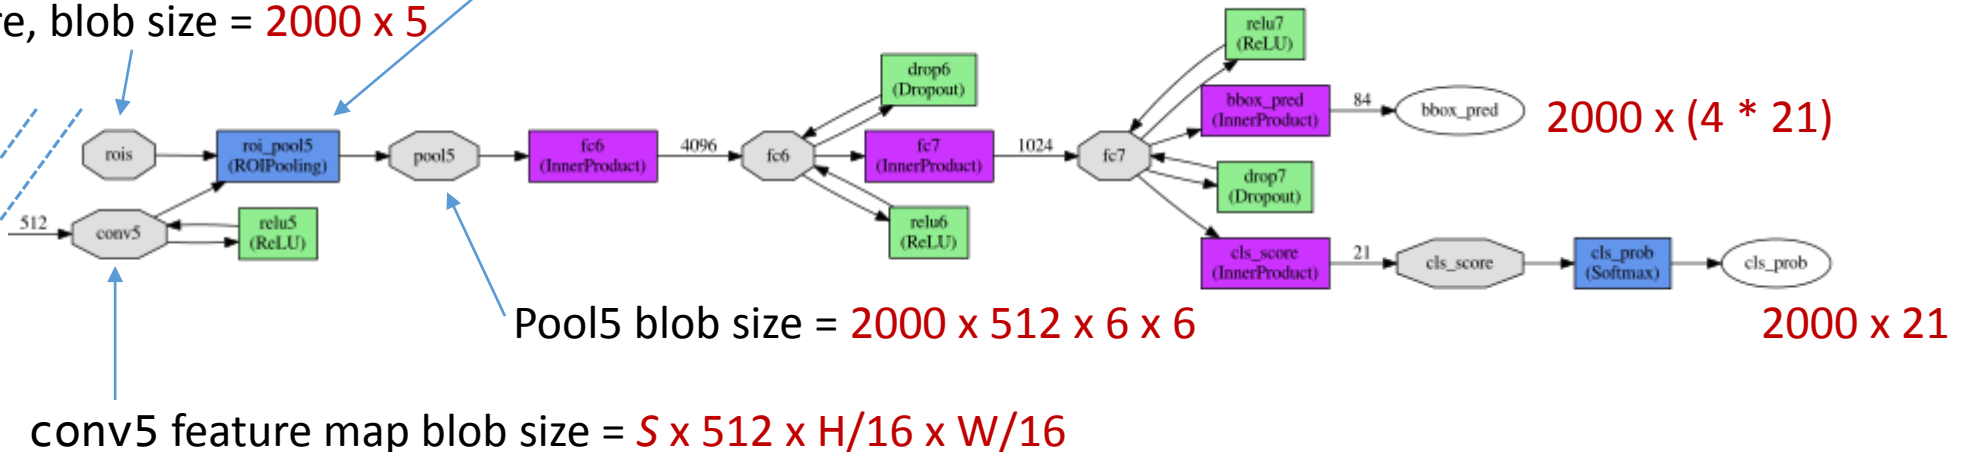 re, blob size = 2000 x 5
relu7
(ReLU)
drop6
(Dropout)
bbox_pred
(InnerProduct)
84
bbox_pred
2000 x (4 * 21)
rois
roi_pool5
(ROIPooling)
pool5
fc6
(InnerProduct)
4096
fc6
fc7
(InnerProduct)
1024
fc7
drop7
(Dropout)
512
conv5
relu5
(ReLU)
relu6
(ReLU)
cls_score
(InnerProduct)
21
cls_score
cls_prob
(Softmax)
cls_prob
Pool5 blob size = 2000 x 512 x 6 x 6
2000 x 21
conv5 feature map blob size = S x 512 x H/16 x W/16